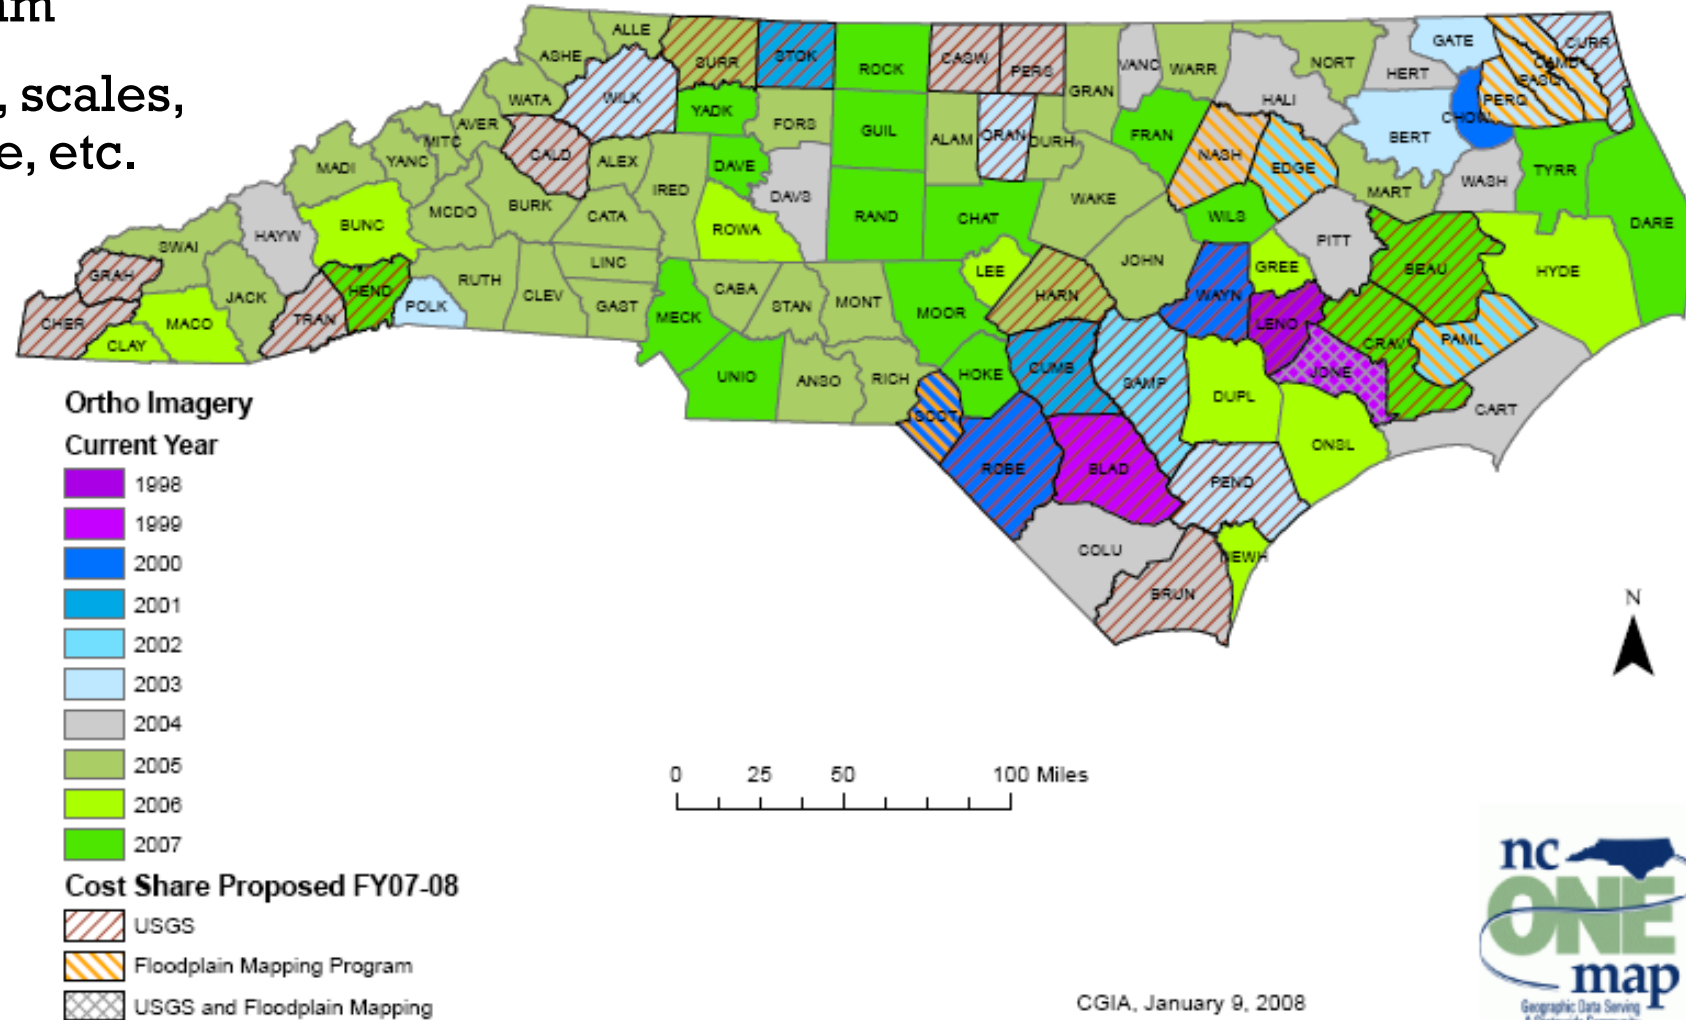 , scales,
e, etc.
ALLE
ASHE
SURR
STOK
ROCK
CASW
PERS
GRAN
VANC
WARR
NORT
HERT
GATE
CURR
CAMD
PASQ
PERQ
CHOW
WILK
WATA
YADK
FORS
GUIL
ALAM
ORAN
DURH
FRAN
HALI
BERT
AVER
MITC
YANC
MADI
CALD
ALEX
IRED
DAVE
DAVS
NASH
EDGE
MART
WASH
TYRR
DARE
BURK
MCDO
CATA
ROWA
RAND
CHAT
WAKE
WILS
PITT
BEAU
HYDE
BUNC
HAYW
SWAI
GRAH
CHER
CLAY
MACO
JACK
TRAN
HEND
POLK
RUTH
CLEV
LINC
GAST
MECK
CABA
STAN
MONT
MOOR
LEE
HARN
JOHN
WAYN
GREE
LENO
CRAV
PAML
JONE
CART
UNIO
ANSO
RICH
SCOT
HOKE
CUMB
SAMP
DUPL
ONSL
ROBE
BLAD
PEND
COLU
BRUN
NEWH
Ortho Imagery
Current Year
1998
1999
2000
2001
2002
2003
2004
2005
2006
2007
Cost Share Proposed FY07-08
USGS
Floodplain Mapping Program
USGS and Floodplain Mapping
0 25 50 100 Miles
N
CGIA, January 9, 2008
nc
ONE
map
Geographic Data Serving